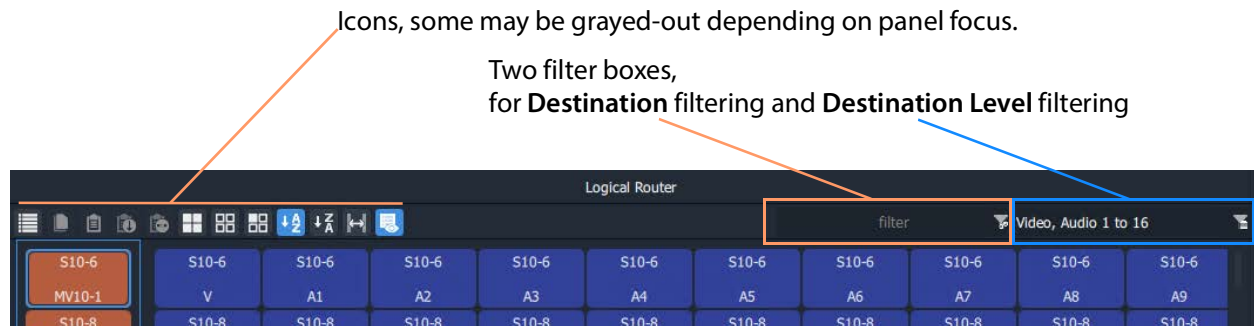 Icons, some may be grayed-out depending on panel focus.
Two filter boxes,
for Destination filtering and Destination Level filtering
Logical Router
filter
Video, Audio 1 to 16
S10-6 S10-6 S10-6 S10-6 S10-6 S10-6 S10-6 S10-6 S10-6 S10-6 S10-6
MV10-1 V A1 A2 A3 A4 A5 A6 A7 A8 A9
S10-8 S10-8 S10-8 S10-8 S10-8 S10-8 S10-8 S10-8 S10-8 S10-8 S10-8